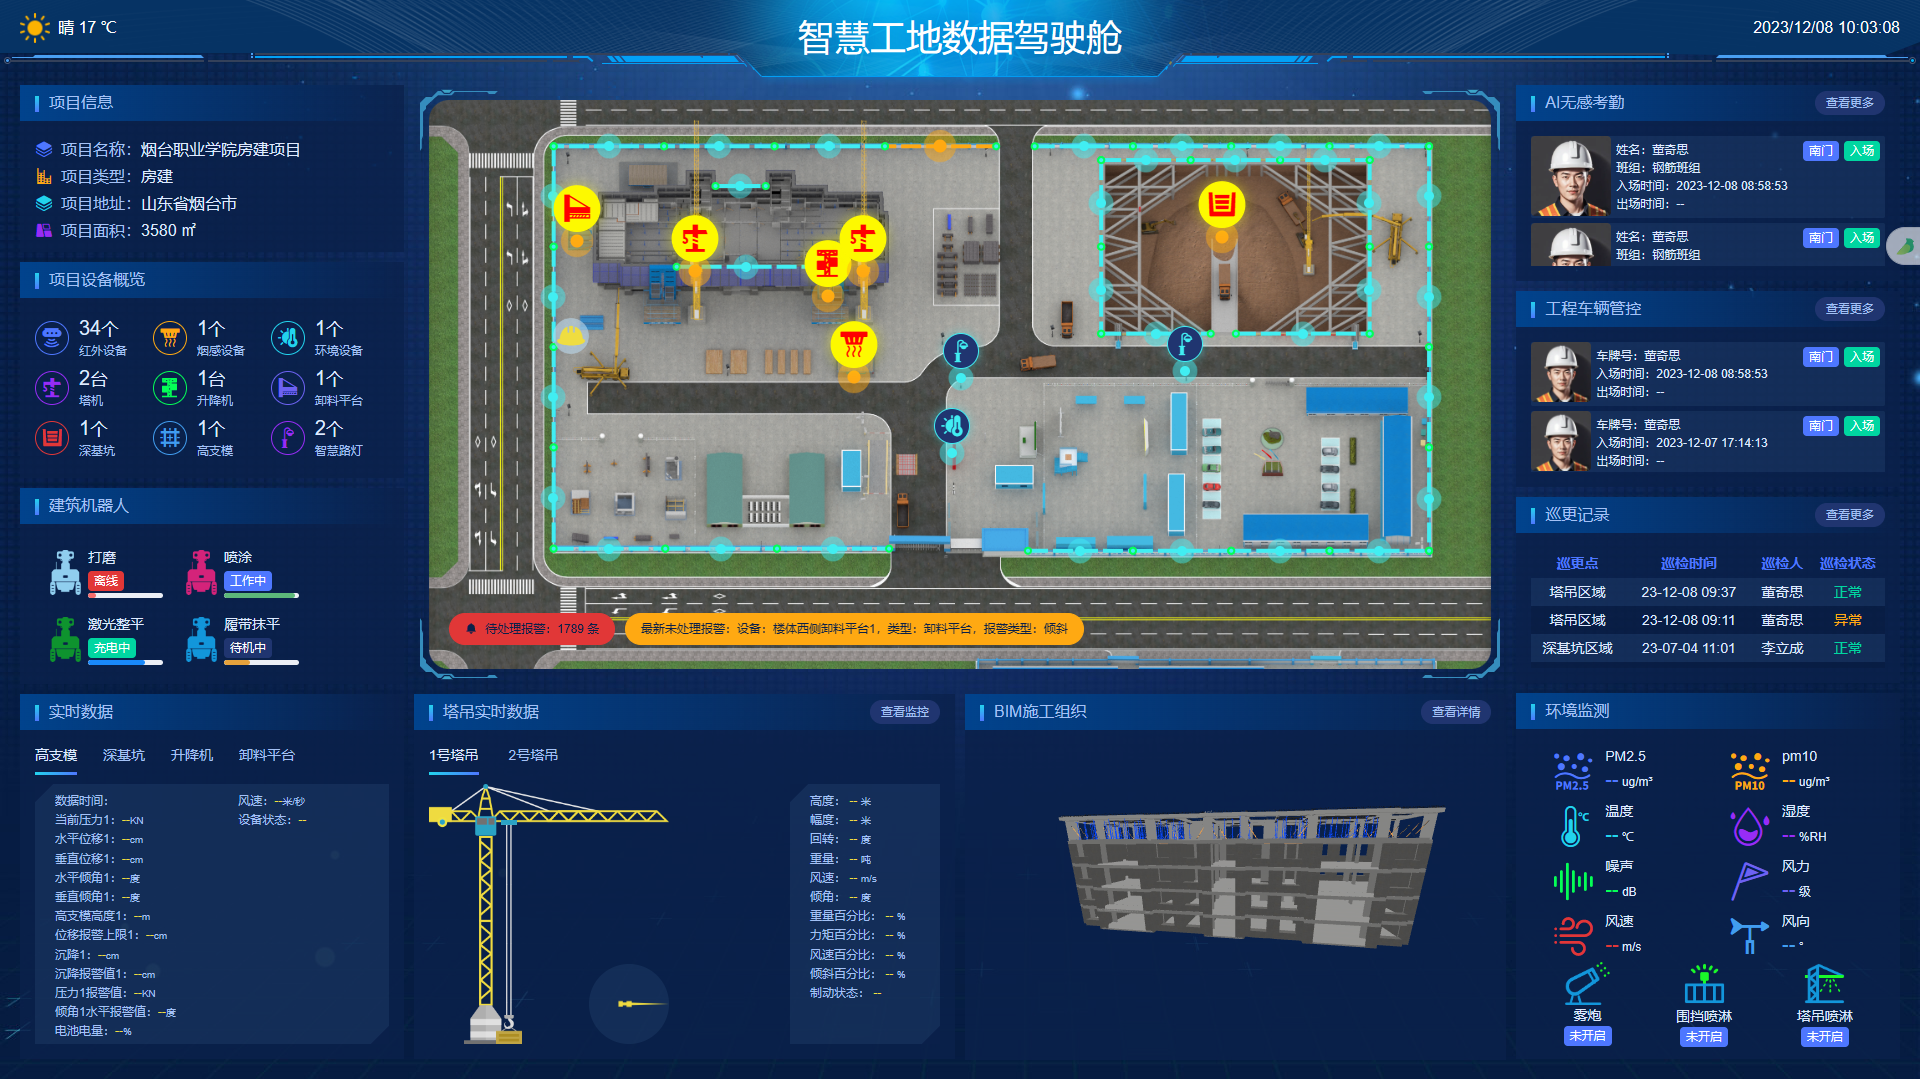 晴 17 ℃
智慧工地数据驾驶舱
2023/12/08 10:03:08
项目信息
项目名称：烟台职业学院房建项目
项目类型：房建
项目地址：山东省烟台市
项目面积：3580 ㎡
项目设备概览
34个
红外设备
1个
烟感设备
1个
环境设备
2台
塔机
1台
升降机
1个
卸料平台
1个
深基坑
1个
高支模
2个
智慧路灯
建筑机器人
打磨
离线
喷涂
工作中
激光整平
充电中
履带抹平
待机中
待处理报警：1789 条
最新未处理报警：设备：楼体西侧卸料平台1，类型：卸料平台，报警类型：倾斜
AI无感考勤
查看更多
姓名：董奇思
班组：钢筋班组
入场时间：2023-12-08 08:58:53
出场时间：--
南门
入场
姓名：董奇思
班组：钢筋班组
南门
入场
工程车辆管控
查看更多
车牌号：董奇思
入场时间：2023-12-08 08:58:53
出场时间：--
南门
入场
车牌号：董奇思
入场时间：2023-12-07 17:14:13
出场时间：--
南门
入场
巡更记录
查看更多
巡更点 巡检时间 巡检人 巡检状态
塔吊区域 23-12-08 09:37 董奇思 正常
塔吊区域 23-12-08 09:11 董奇思 异常
深基坑区域 23-07-04 11:01 李立成 正常
实时数据
高支模 深基坑 升降机 卸料平台
数据时间：
当前压力1：--KN
水平位移1：--cm
垂直位移1：--cm
水平倾角1：--度
垂直倾角1：--度
高支模高度1：--m
位移报警上限1：--cm
沉降1：--cm
沉降报警值1：--cm
压力1报警值：--KN
倾角1水平报警值：--度
电池电量：--%
风速：--米/秒
设备状态：--
塔吊实时数据
查看监控
1号塔吊 2号塔吊
高度： -- 米
幅度： -- 米
回转： -- 度
重量： -- 吨
风速： -- m/s
倾角： -- 度
重量百分比： -- %
力矩百分比： -- %
风速百分比： -- %
倾斜百分比： -- %
制动状态： --
BIM施工组织
查看详情
环境监测
PM2.5
PM2.5
-- ug/m³
PM10
pm10
-- ug/m³
℃
温度
-- ℃
湿度
-- %RH
噪声
-- dB
风力
-- 级
风速
-- m/s
风向
-- °
雾炮
未开启
围挡喷淋
未开启
塔吊喷淋
未开启